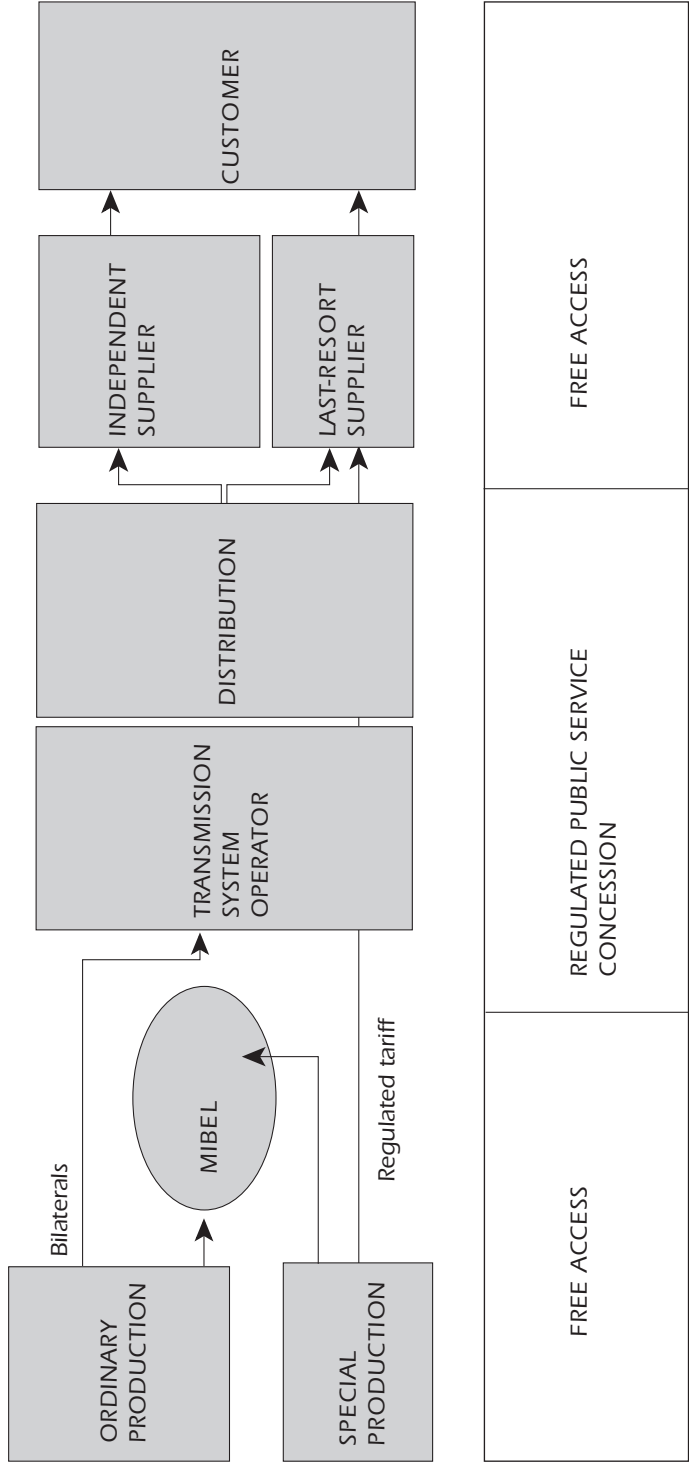 ORDINARY
PRODUCTION
Bilaterals
MIBEL
SPECIAL
PRODUCTION
Regulated tariff
TRANSMISSION
SYSTEM
OPERATOR
DISTRIBUTION
INDEPENDENT
SUPPLIER
LAST-RESORT
SUPPLIER
CUSTOMER
FREE ACCESS
REGULATED PUBLIC SERVICE
CONCESSION
FREE ACCESS